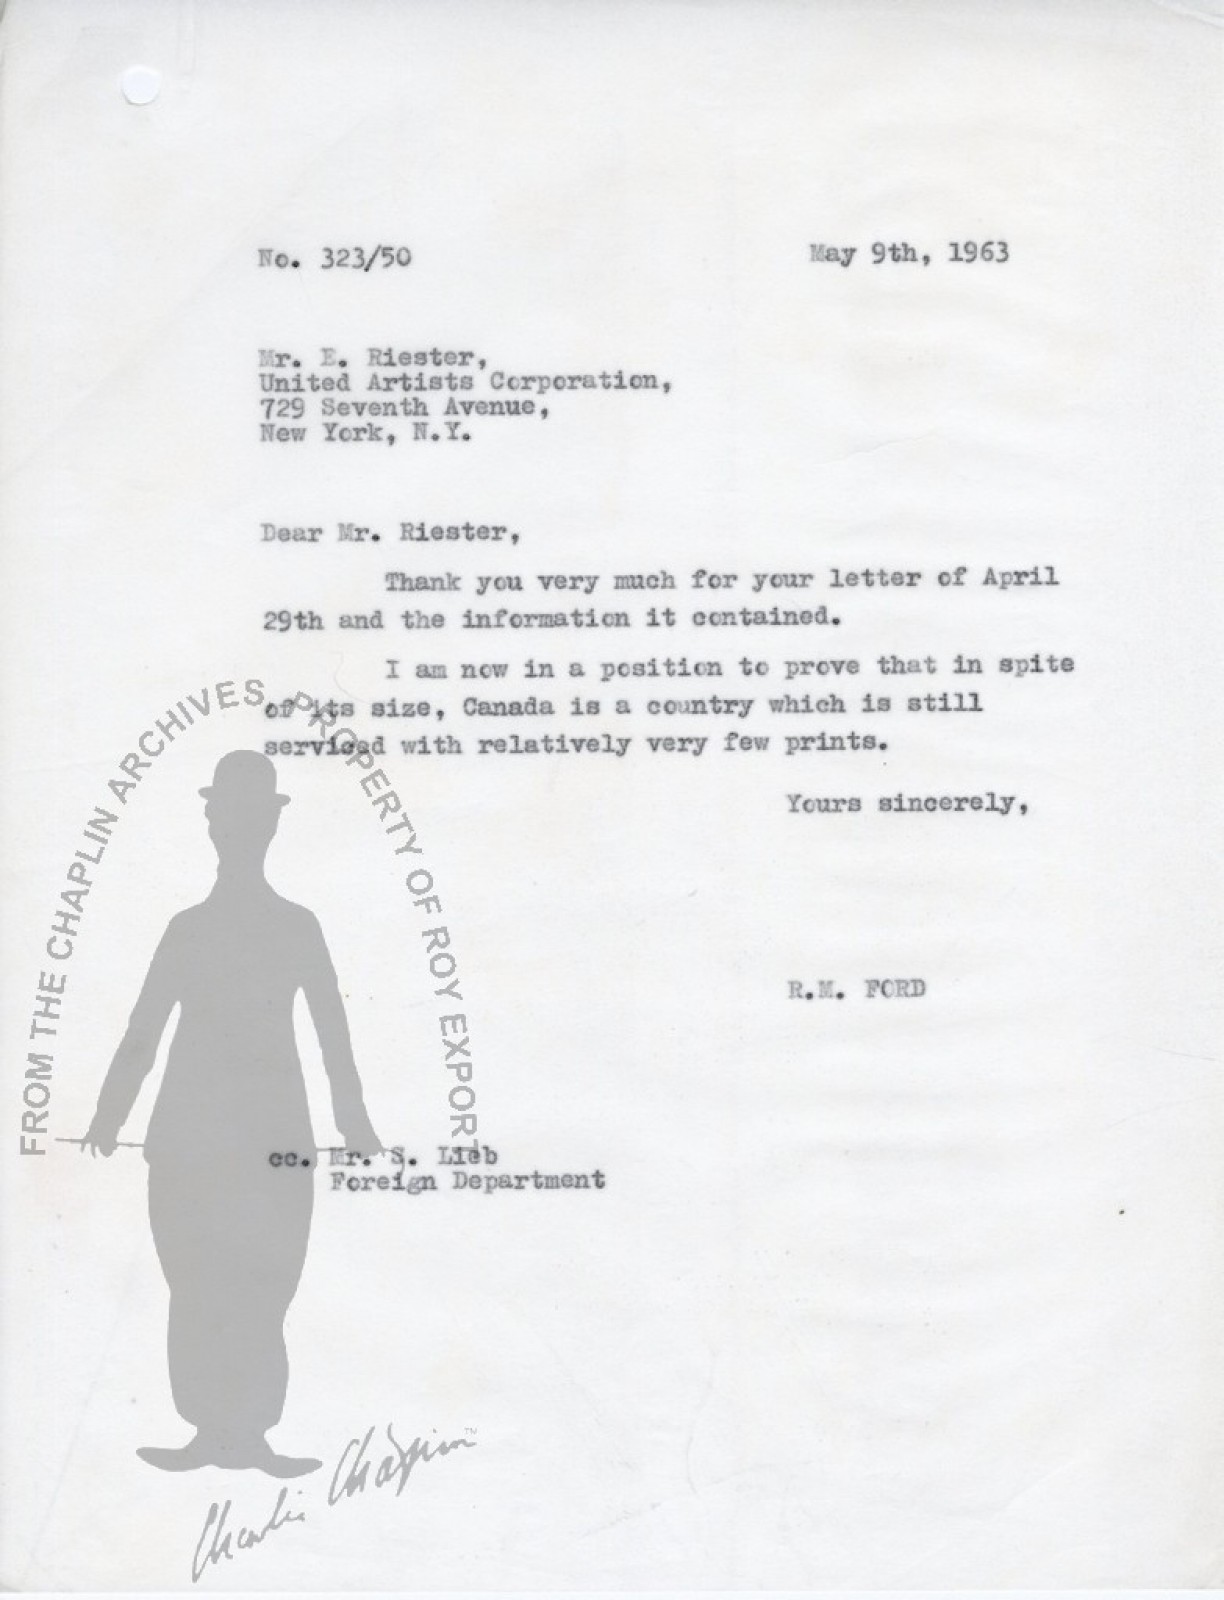 No. 323/50
May 9th, 1963
Mr. E. Riester,
United Artists Corporation,
729 Seventh Avenue,
New York, N.Y.
Dear Mr. Riester,
Thank you very much for your letter of April
29th and the information it contained.
I am now in a position to prove that in spite
of its size, Canada is a country which is still
serviced with relatively very few prints.
Yours sincerely,
R.M. FORD
cc. Mr. S. Lieb
Foreign Department
FROM THE CHAPLIN ARCHIVES, PROPERTY OF ROY EXPORT
Charlie Chaplin™